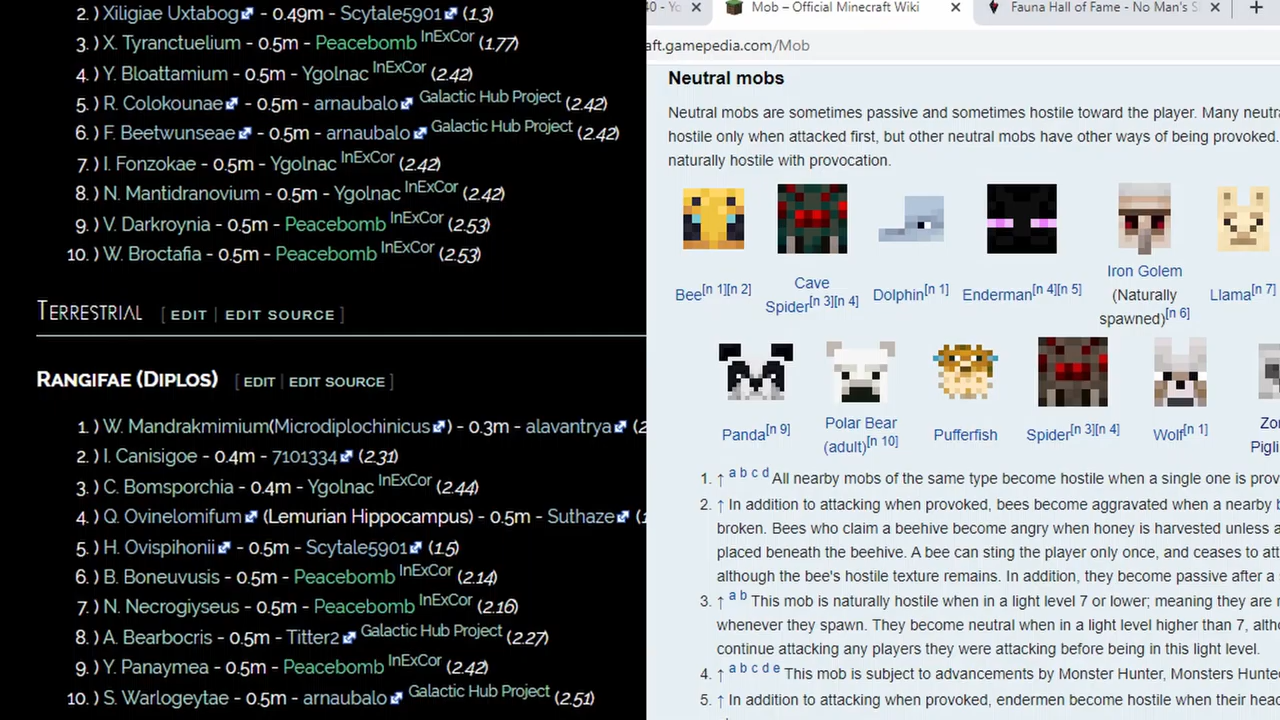 2. ) Xiligiae Uxtabog - 0.49m - Scytale5901 (1.3)
3. ) X. Tyranctuelium - 0.5m - Peacebomb InExCor (1.77)
4. ) Y. Bloattamium - 0.5m - Ygolnac InExCor (2.42)
5. ) R. Colokounae - 0.5m - arnaubalo Galactic Hub Project (2.42)
6. ) F. Beetwunseae - 0.5m - arnaubalo Galactic Hub Project (2.42)
7. ) I. Fonzokae - 0.5m - Ygolnac InExCor (2.42)
8. ) N. Mantidranovium - 0.5m - Ygolnac InExCor (2.42)
9. ) V. Darkroynia - 0.5m - Peacebomb InExCor (2.53)
10. ) W. Broctafia - 0.5m - Peacebomb InExCor (2.53)
Terrestrial [ EDIT | EDIT SOURCE ]
Rangifae (Diplos) [ EDIT | EDIT SOURCE ]
1. ) W. Mandrakmimium(Microdiplochinicus) - 0.3m - alavantrya (2
2. ) I. Canisigoe - 0.4m - 7101334 (2.31)
3. ) C. Bomsporchia - 0.4m - Ygolnac InExCor (2.44)
4. ) Q. Ovinelomifum (Lemurian Hippocampus) - 0.5m - Suthaze
5. ) H. Ovispihonii - 0.5m - Scytale5901 (1.5)
6. ) B. Boneuvusis - 0.5m - Peacebomb InExCor (2.14)
7. ) N. Necrogiyseus - 0.5m - Peacebomb InExCor (2.16)
8. ) A. Bearbocris - 0.5m - Titter2 Galactic Hub Project (2.27)
9. ) Y. Panaymea - 0.5m - Peacebomb InExCor (2.42)
10. ) S. Warlogeytae - 0.5m - arnaubalo Galactic Hub Project (2.51)
40 - Yo
Mob – Official Minecraft Wiki
Fauna Hall of Fame - No Man's S
aft.gamepedia.com/Mob
Neutral mobs
Neutral mobs are sometimes passive and sometimes hostile toward the player. Many neutra
hostile only when attacked first, but other neutral mobs have other ways of being provoked.
naturally hostile with provocation.
Bee[n 1][n 2]
Cave
Spider[n 3][n 4]
Dolphin[n 1]
Enderman[n 4][n 5]
Iron Golem
(Naturally
spawned)[n 6]
Llama[n 7]
Panda[n 9]
Polar Bear
(adult)[n 10]
Pufferfish
Spider[n 3][n 4]
Wolf[n 1]
Zo
Pigli
1. ↑ a b c d All nearby mobs of the same type become hostile when a single one is prov
2. ↑ In addition to attacking when provoked, bees become aggravated when a nearby b
broken. Bees who claim a beehive become angry when honey is harvested unless a
placed beneath the beehive. A bee can sting the player only once, and ceases to att
although the bee's hostile texture remains. In addition, they become passive after a s
3. ↑ a b This mob is naturally hostile when in a light level 7 or lower; meaning they are
whenever they spawn. They become neutral when in a light level higher than 7, altho
continue attacking any players they were attacking before being in this light level.
4. ↑ a b c d e This mob is subject to advancements by Monster Hunter, Monsters Hunte
5. ↑ In addition to attacking when provoked, endermen become hostile when their hea